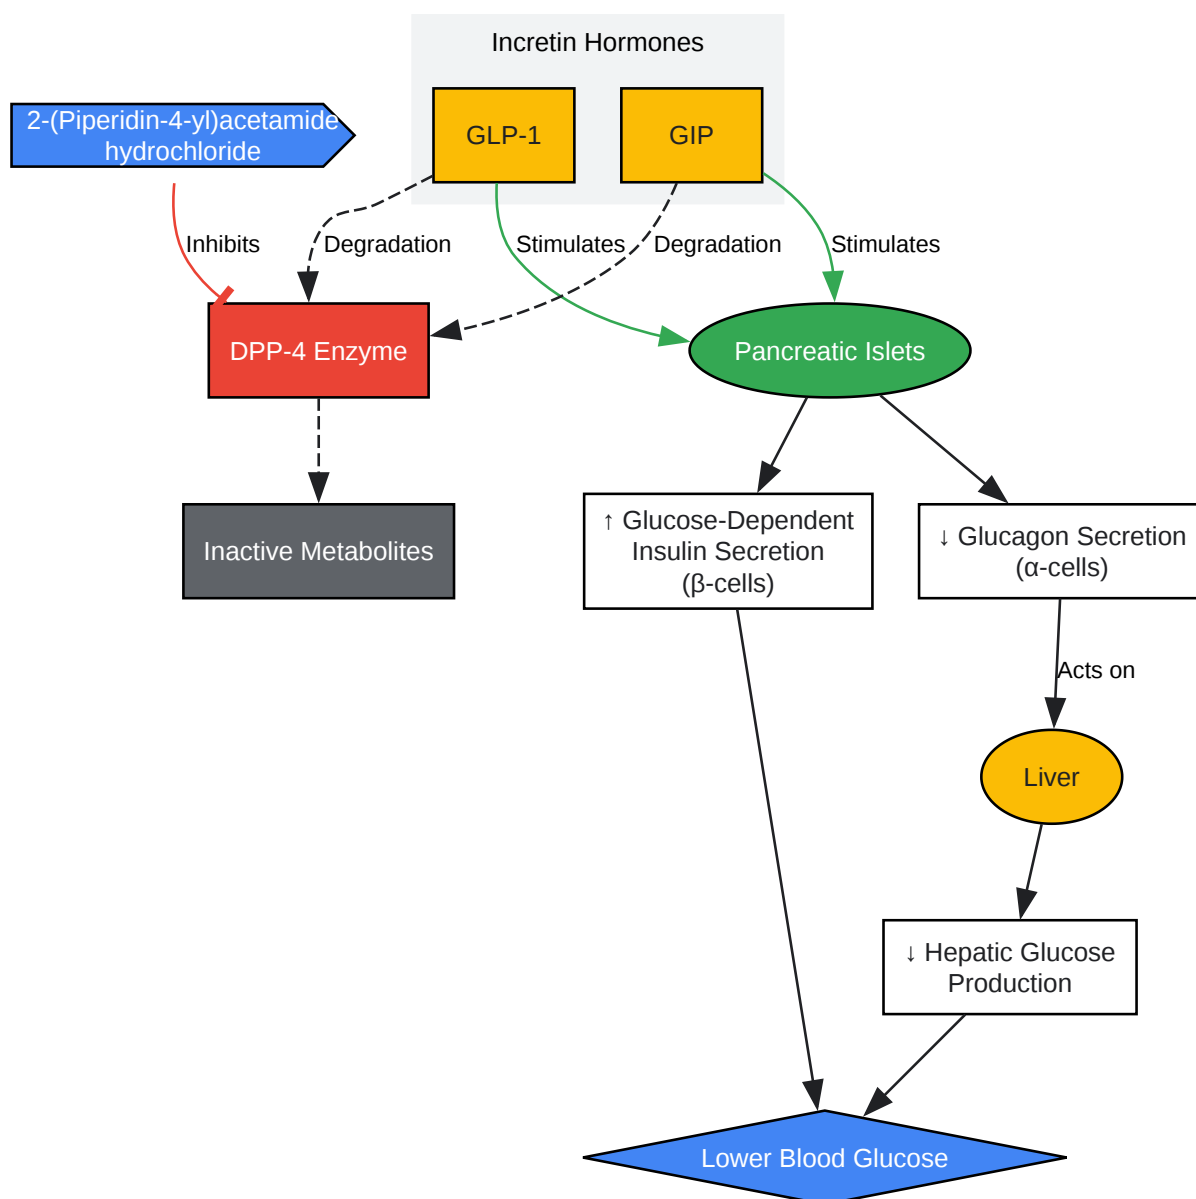 Incretin Hormones
2-(Piperidin-4-yl)acetamide
hydrochloride
GLP-1
GIP
Inhibits
Degradation
Stimulates
Degradation
Stimulates
DPP-4 Enzyme
Pancreatic Islets
Inactive Metabolites
↑ Glucose-Dependent
Insulin Secretion
(β-cells)
↓ Glucagon Secretion
(α-cells)
Acts on
Liver
↓ Hepatic Glucose
Production
Lower Blood Glucose